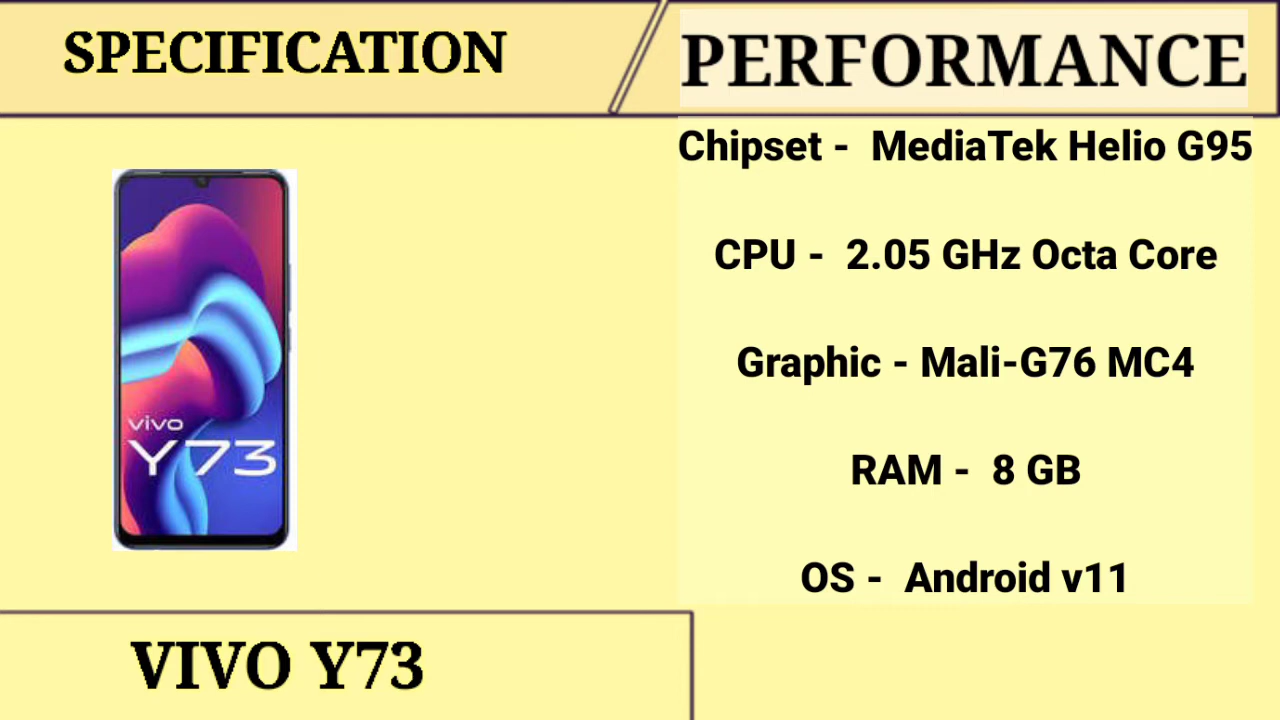 SPECIFICATION
PERFORMANCE
Chipset - MediaTek Helio G95
CPU - 2.05 GHz Octa Core
Graphic - Mali-G76 MC4
RAM - 8 GB
OS - Android v11
vivo
Y73
VIVO Y73